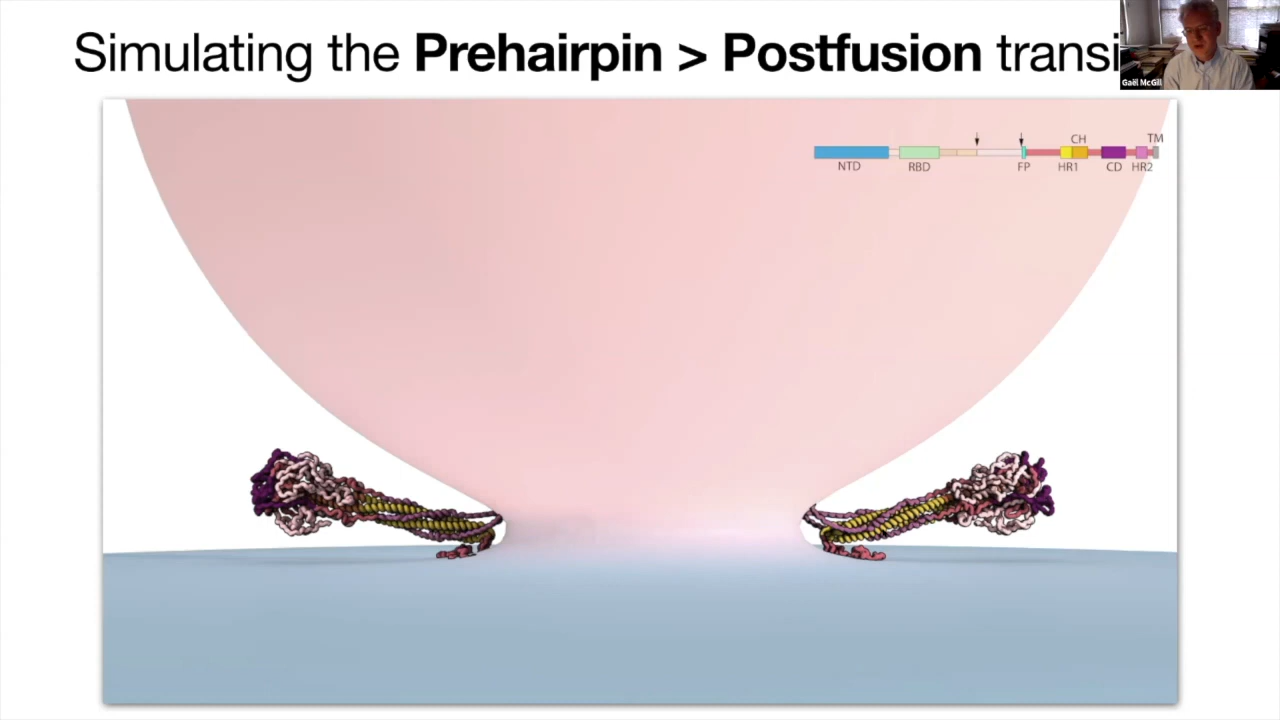 Simulating the Prehairpin > Postfusion transi
Gaël McGill
CH TM
NTD RBD FP HR1 CD HR2